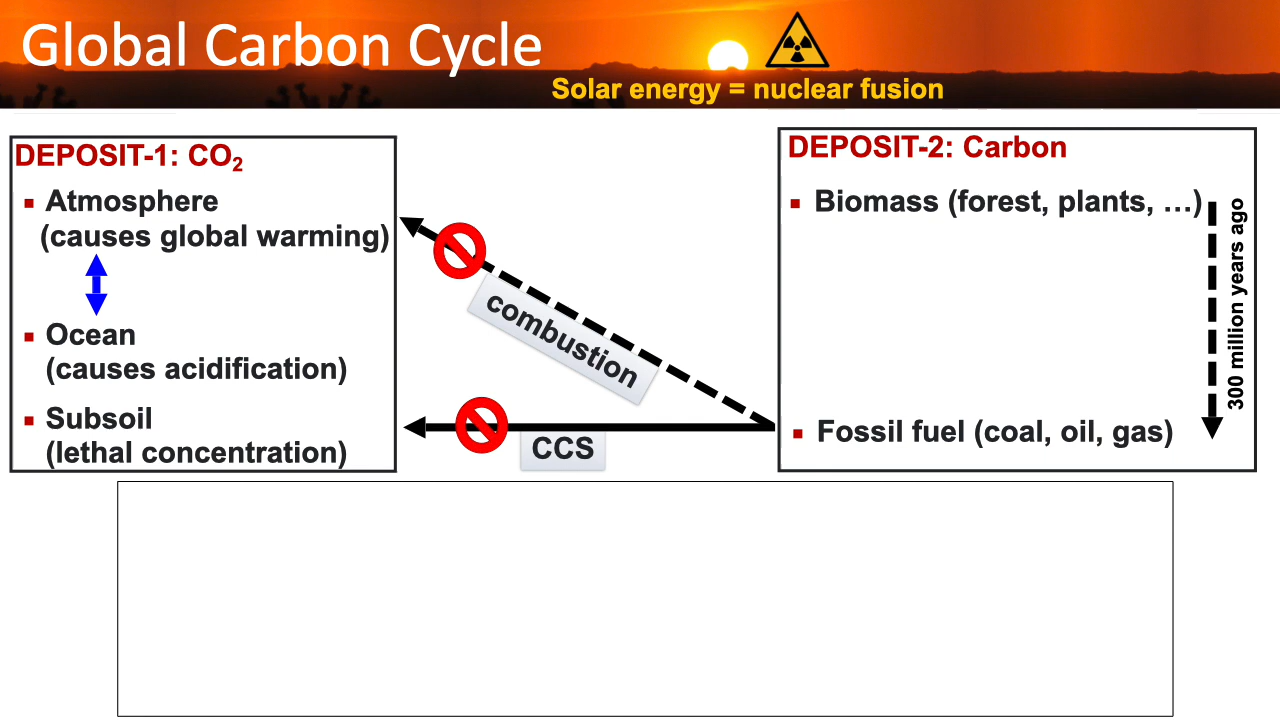 Global Carbon Cycle
Solar energy = nuclear fusion
DEPOSIT-1: CO₂
▪ Atmosphere
(causes global warming)
▪ Ocean
(causes acidification)
▪ Subsoil
(lethal concentration)
combustion
CCS
DEPOSIT-2: Carbon
▪ Biomass (forest, plants, …)
300 million years ago
▪ Fossil fuel (coal, oil, gas)